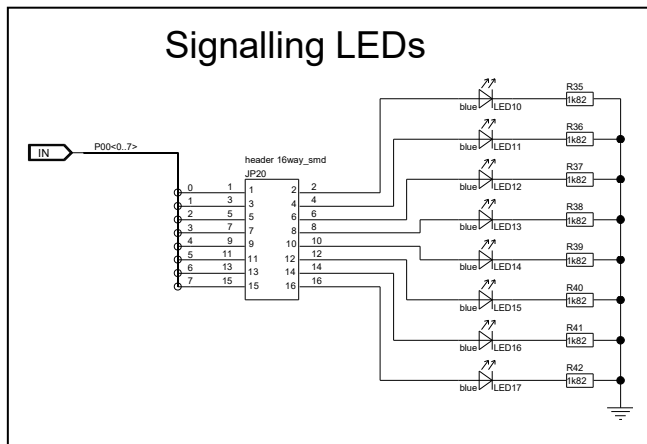 Signalling LEDs
IN
P00<0..7>
header 16way_smd
JP20
0 1 1 2 2
1 3 3 4 4
2 5 5 6 6
3 7 7 8 8
4 9 9 10 10
5 11 11 12 12
6 13 13 14 14
7 15 15 16 16
blue LED10
R35
1k82
blue LED11
R36
1k82
blue LED12
R37
1k82
blue LED13
R38
1k82
blue LED14
R39
1k82
blue LED15
R40
1k82
blue LED16
R41
1k82
blue LED17
R42
1k82